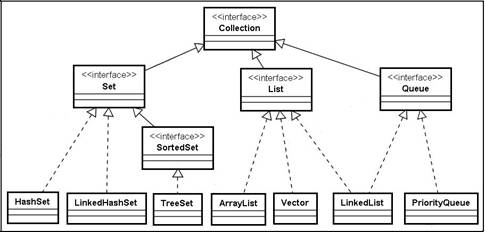 <<interface>>
Collection
<<interface>>
Set
<<interface>>
List
<<interface>>
Queue
<<interface>>
SortedSet
HashSet
LinkedHashSet
TreeSet
ArrayList
Vector
LinkedList
PriorityQueue